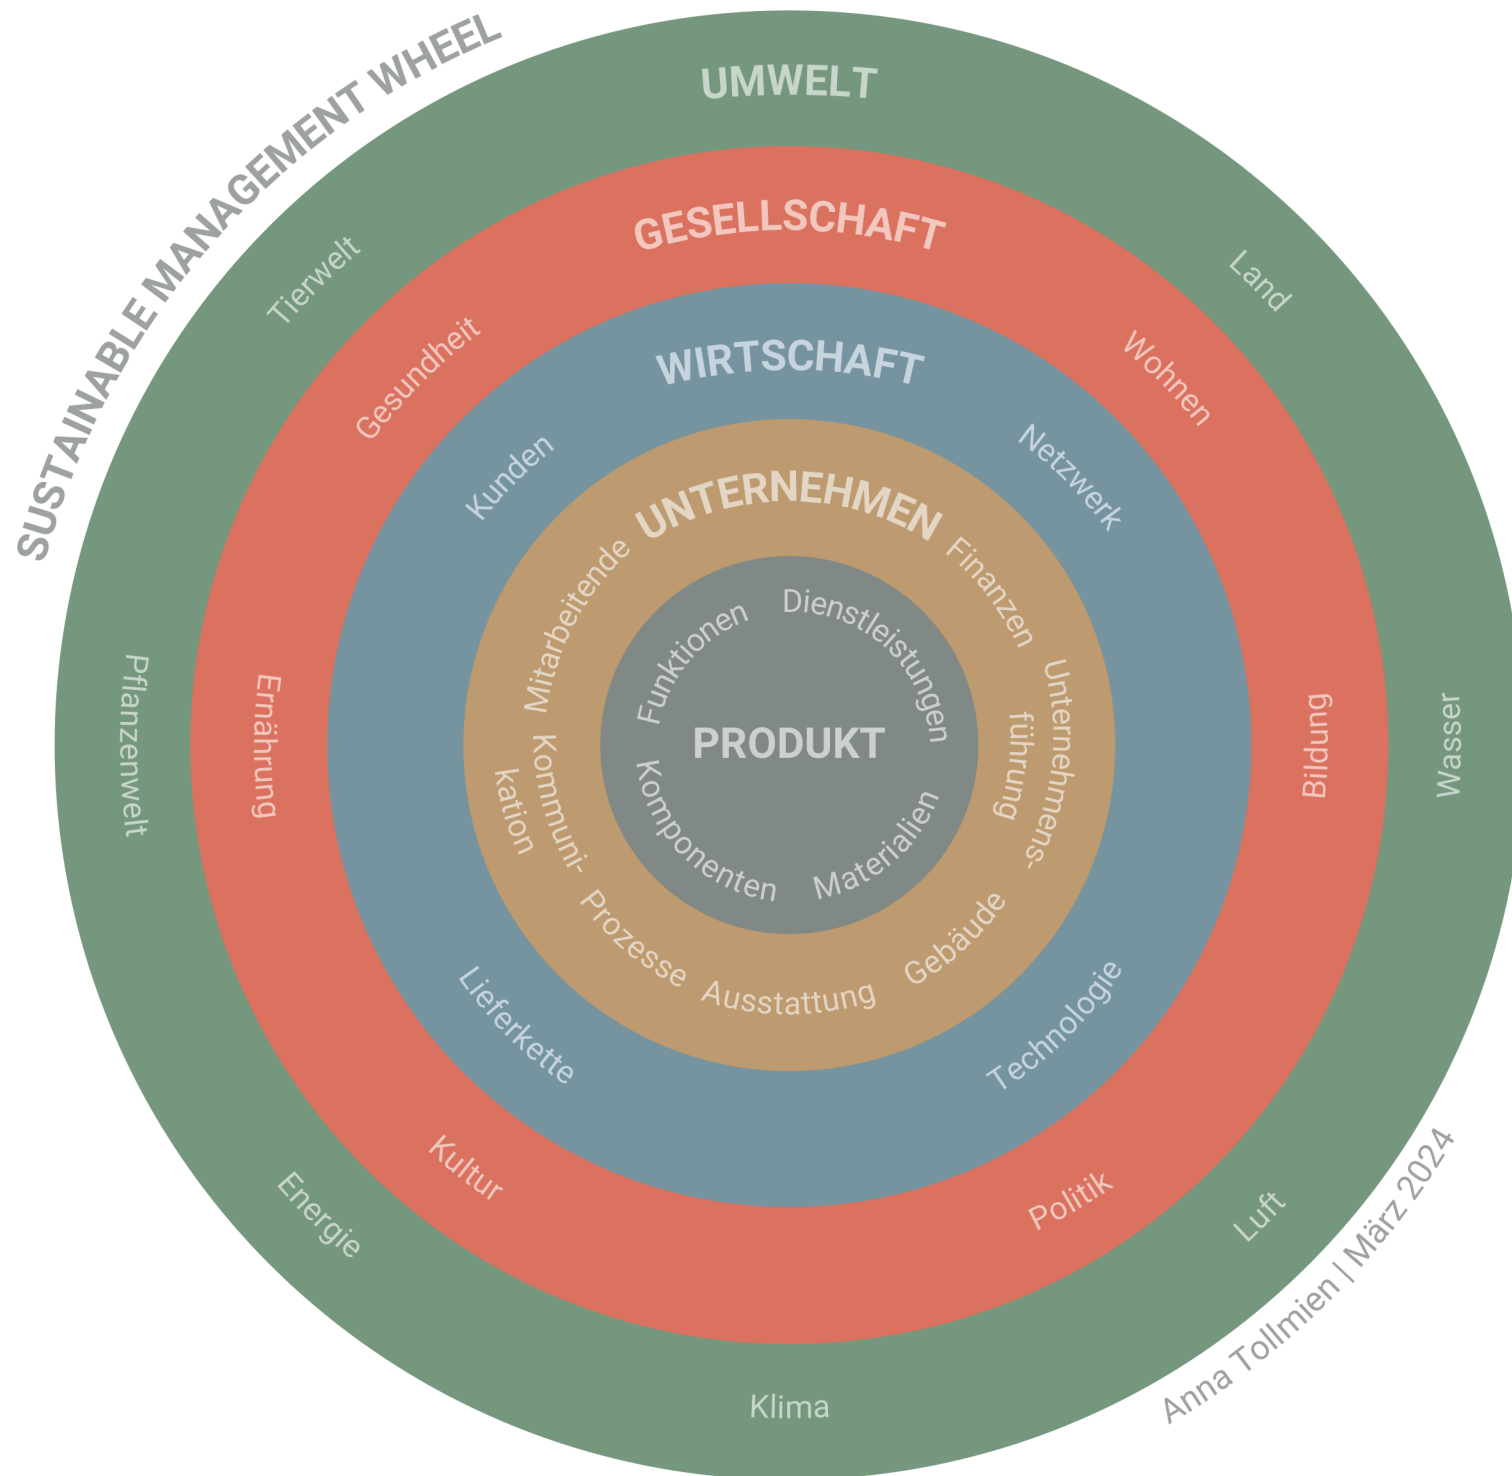 SUSTAINABLE MANAGEMENT WHEEL
UMWELT
Tierwelt
Land
Pflanzenwelt
Wasser
Energie
Luft
Klima
GESELLSCHAFT
Gesundheit
Wohnen
Ernährung
Bildung
Kultur
Politik
WIRTSCHAFT
Kunden
Netzwerk
Lieferkette
Technologie
UNTERNEHMEN
Mitarbeitende
Finanzen
Kommuni-
kation
Unternehmens-
führung
Prozesse
Ausstattung
Gebäude
Funktionen
Dienstleistungen
PRODUKT
Komponenten
Materialien
Anna Tollmien | März 2024